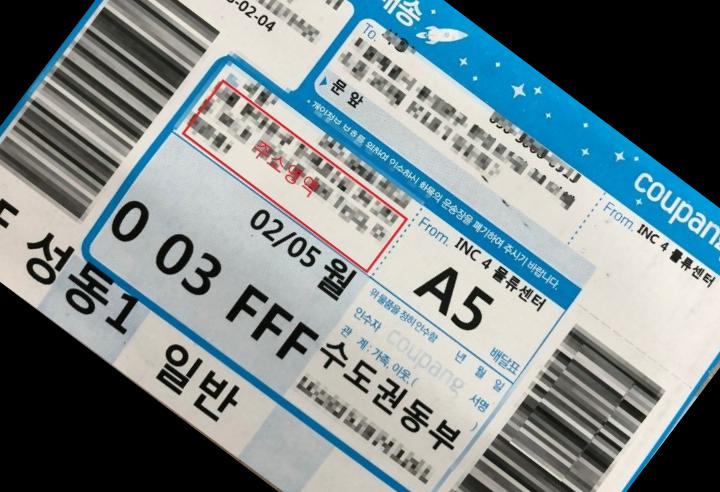 -02-04
배송
To.
문 앞
개인정보 보호를 위하여 인수하신 화물의 운송장을 폐기하여 주시기 바랍니다.
coupang
From. INC 4 물류센터
주소영역
02/05 월
From. INC 4 물류센터
A5
0 03 FFF
F 성동1
일반
수도권동부
위 물품을 정히 인수함
배달표
인수자
년 월 일
관 계 : 가족, 이웃, (
서명
)
coupang